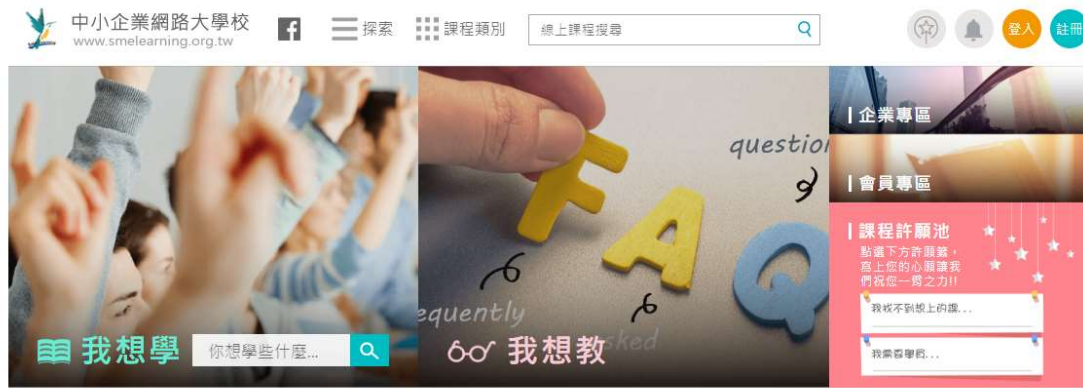 中小企業網路大學校
www.smelearning.org.tw
f
探索
課程類別
線上課程搜尋
登入
註冊
我想學
你想學些什麼...
question
FAQ
equently
sked
我想教
企業專區
會員專區
課程許願池
點選下方許願籤，
寫上您的心願讓我
們祝您一臂之力!!
我找不到想上的課...
我需要學長...